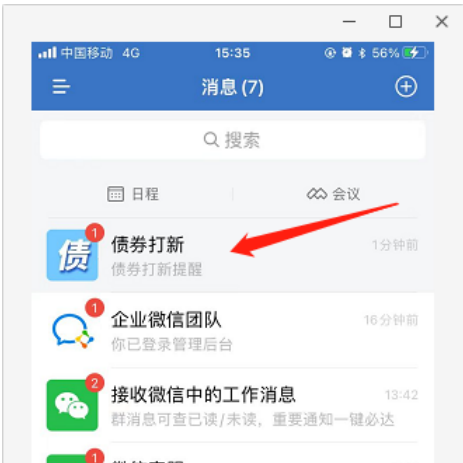 中国移动 4G 15:35 56%
消息 (7)
搜索
日程 会议
债 1 债券打新 1分钟前
债券打新提醒
1 企业微信团队 16分钟前
你已登录管理后台
2 接收微信中的工作消息 13:42
群消息可查已读/未读，重要通知一键必达
1